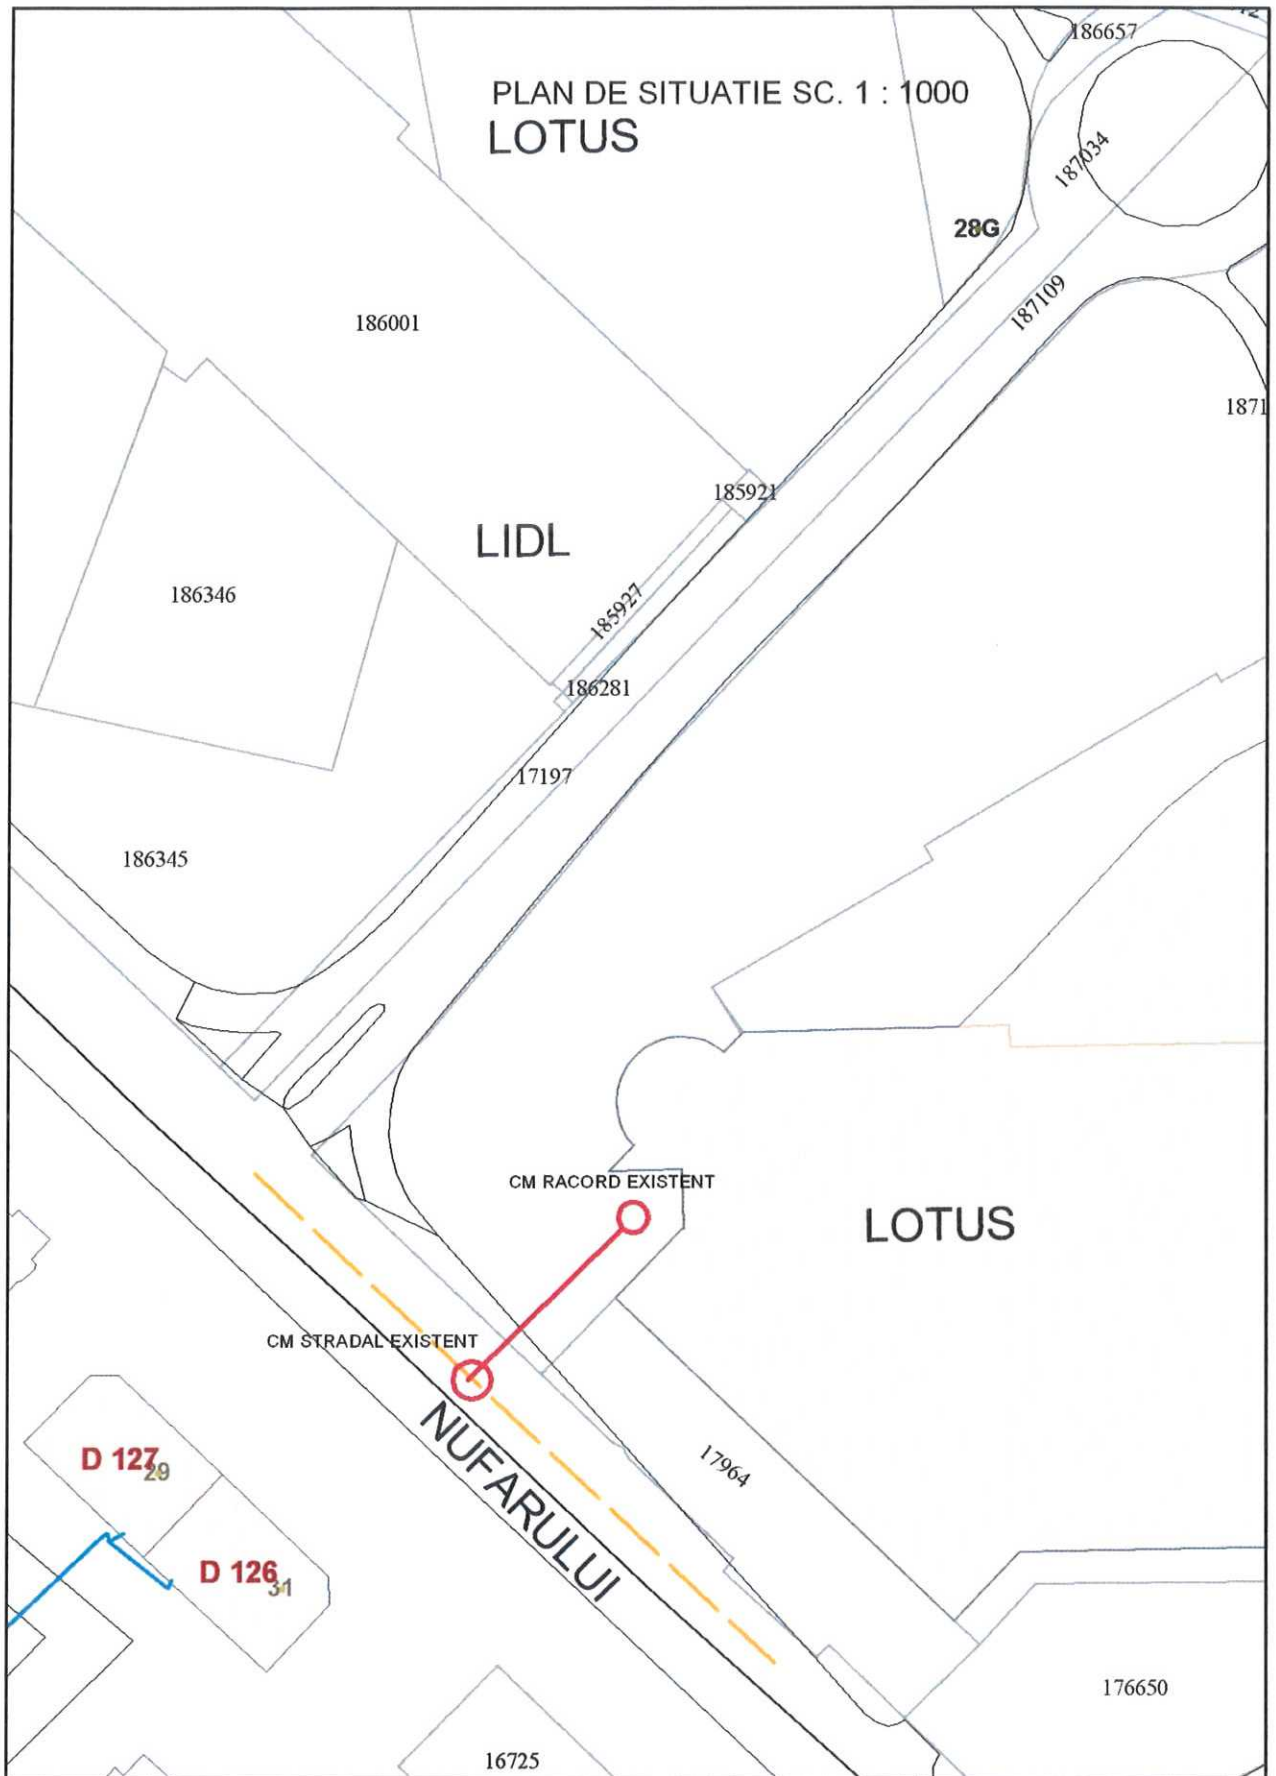 186657
PLAN DE SITUATIE SC. 1 : 1000
LOTUS
187034
28G
187109
186001
1871
185921
LIDL
185927
186346
186281
17197
186345
CM RACORD EXISTENT
LOTUS
CM STRADAL EXISTENT
NUFARULUI
D 127
29
17964
D 126
31
176650
16725